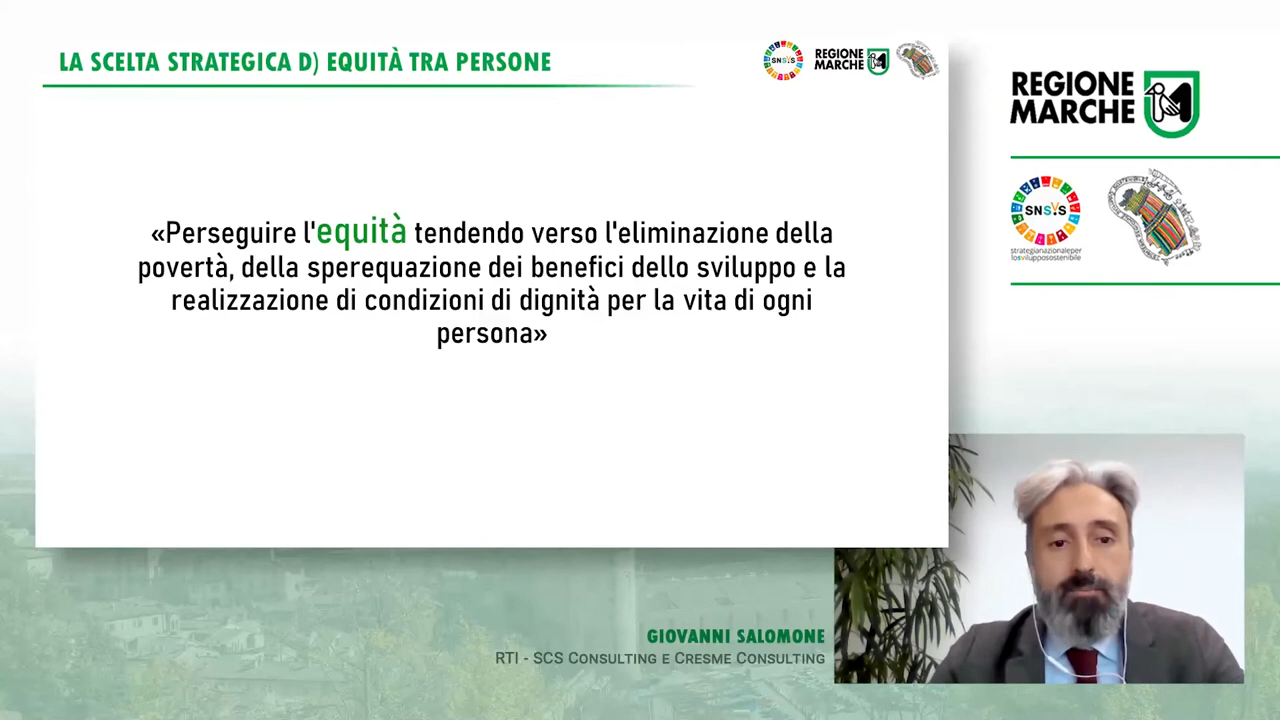 LA SCELTA STRATEGICA D) EQUITÀ TRA PERSONE
SNSVS
REGIONE
MARCHE
REGIONE
MARCHE
SNSVS
strategianazionaleper
losvilupposostenibile
«Perseguire l'equità tendendo verso l'eliminazione della
povertà, della sperequazione dei benefici dello sviluppo e la
realizzazione di condizioni di dignità per la vita di ogni
persona»
GIOVANNI SALOMONE
RTI - SCS CONSULTING E CRESME CONSULTING